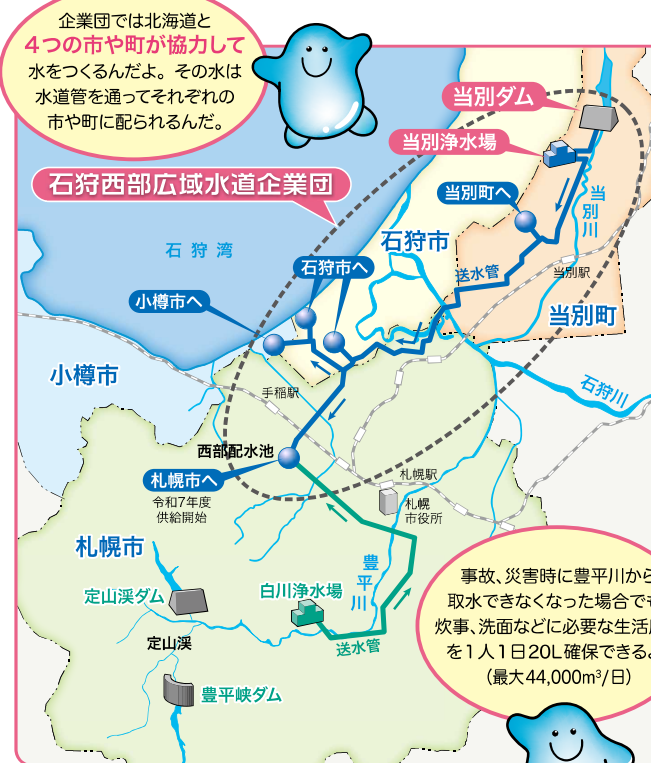 企業団では北海道と
4つの市や町が協力して
水をつくるんだよ。その水は
水道管を通ってそれぞれの
市や町に配られるんだ。
当別ダム
当別浄水場
石狩西部広域水道企業団
当別町へ
当別川
石狩市
石狩湾
石狩市へ
送水管
当別駅
小樽市へ
当別町
小樽市
手稲駅
石狩川
西部配水池
札幌市へ
令和7年度
供給開始
札幌駅
札幌
市役所
札幌市
豊平川
定山渓ダム
白川浄水場
定山渓
送水管
豊平峡ダム
事故、災害時に豊平川から
取水できなくなった場合でも
炊事、洗面などに必要な生活
を1人1日20L確保できる
(最大44,000m³/日)